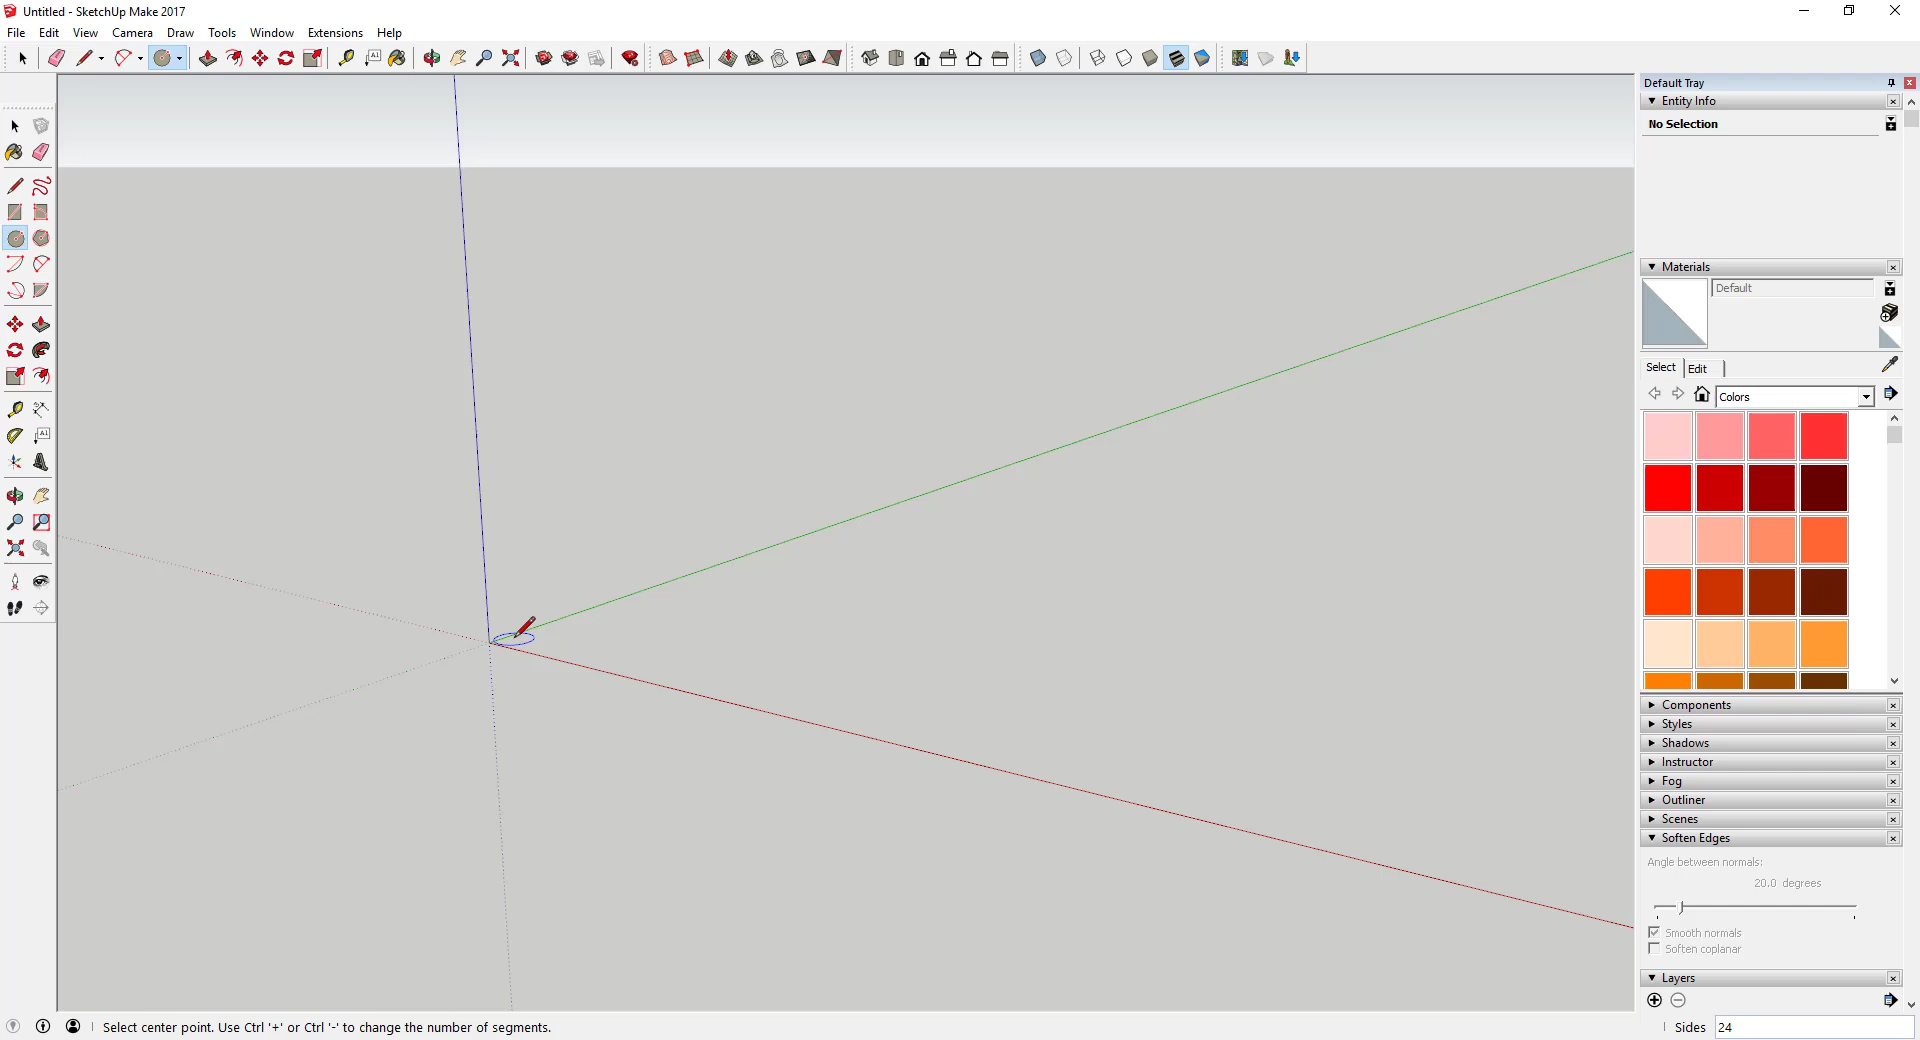 Untitled - SketchUp Make 2017
File Edit View Camera Draw Tools Window Extensions Help
Default Tray
Entity Info
No Selection
Materials
Default
Select Edit
Colors
Components
Styles
Shadows
Instructor
Fog
Outliner
Scenes
Soften Edges
Angle between normals:
20.0 degrees
Smooth normals
Soften coplanar
Layers
Select center point. Use Ctrl '+' or Ctrl '-' to change the number of segments.
Sides 24